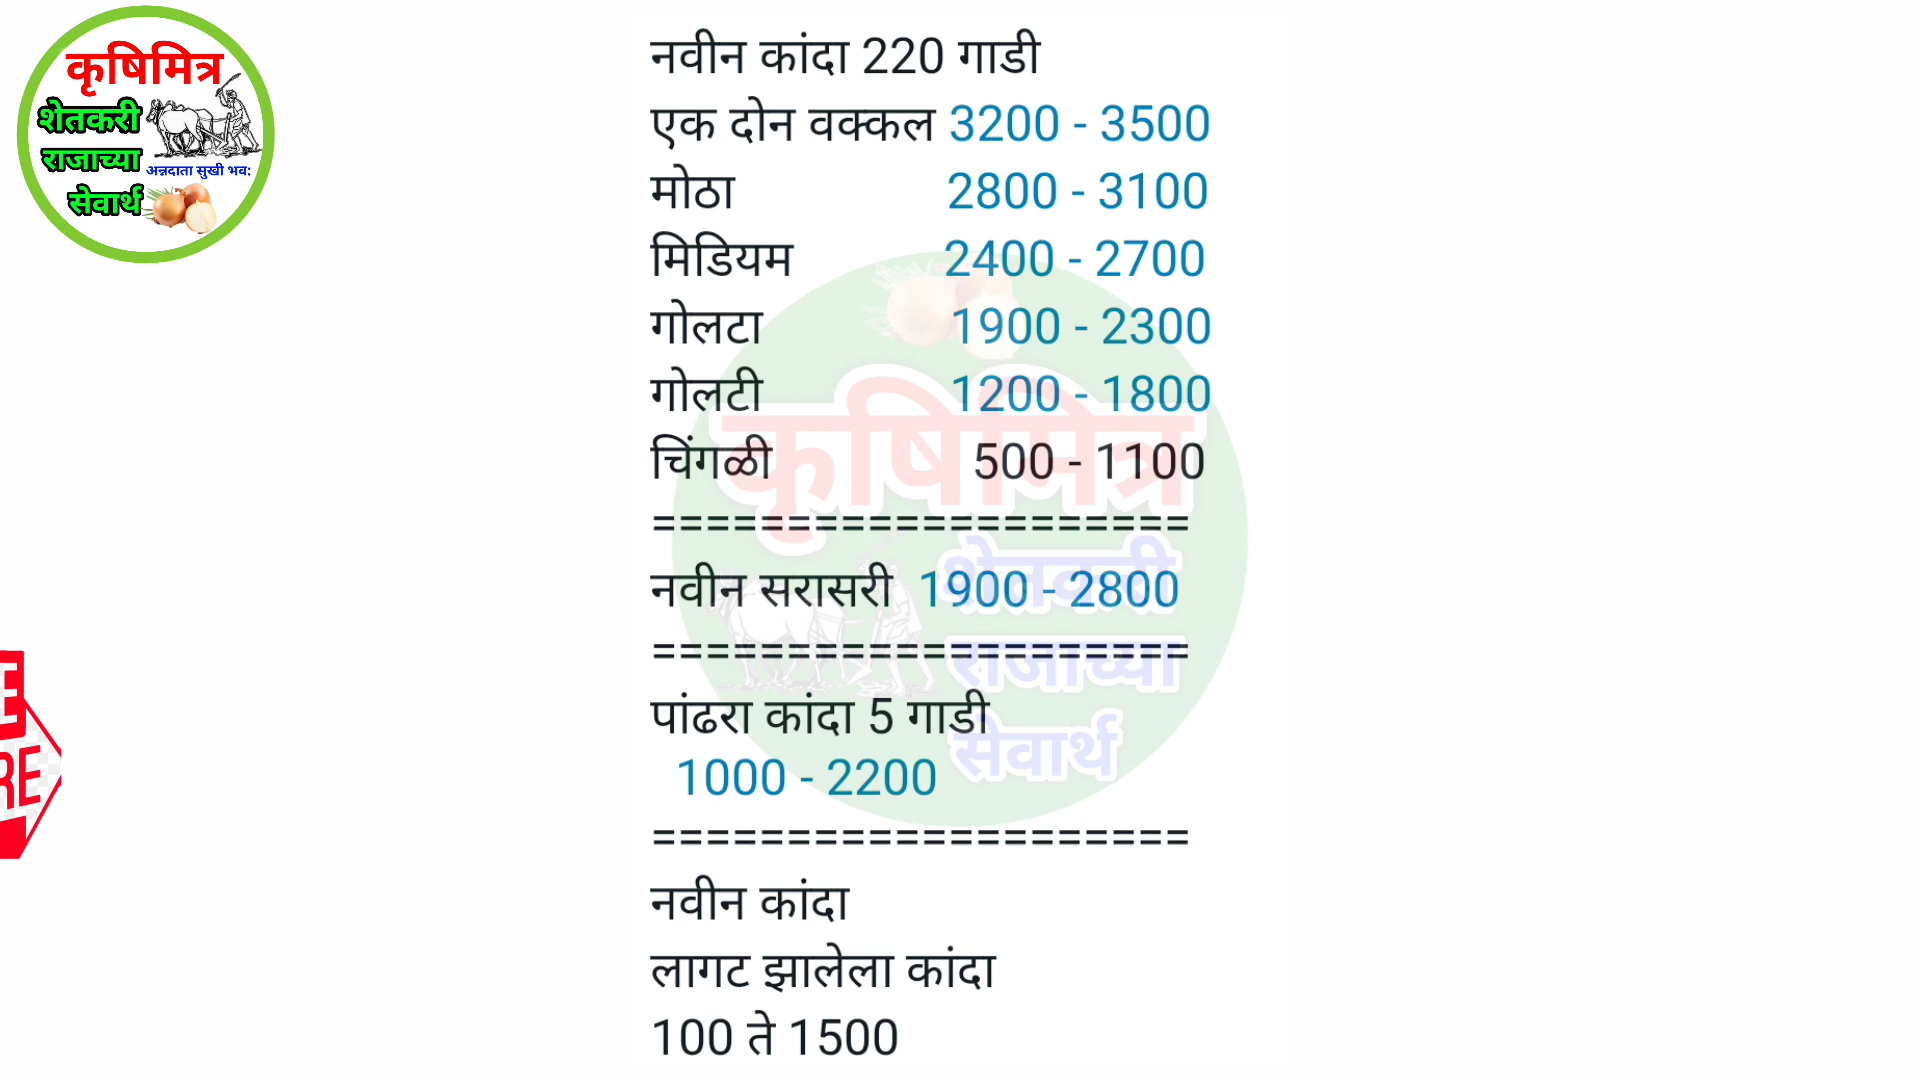 कृषिमित्र
शेतकरी
राजाच्या
अन्नदाता सुखी भव:
सेवार्थ
नवीन कांदा 220 गाडी
एक दोन वक्कल 3200 - 3500
मोठा 2800 - 3100
मिडियम 2400 - 2700
गोलटा 1900 - 2300
गोलटी 1200 - 1800
चिंगळी 500 - 1100
====================
नवीन सरासरी 1900 - 2800
====================
पांढरा कांदा 5 गाडी
1000 - 2200
====================
नवीन कांदा
लागट झालेला कांदा
100 ते 1500
कृषिमित्र
शेतकरी
राजाच्या
सेवार्थ